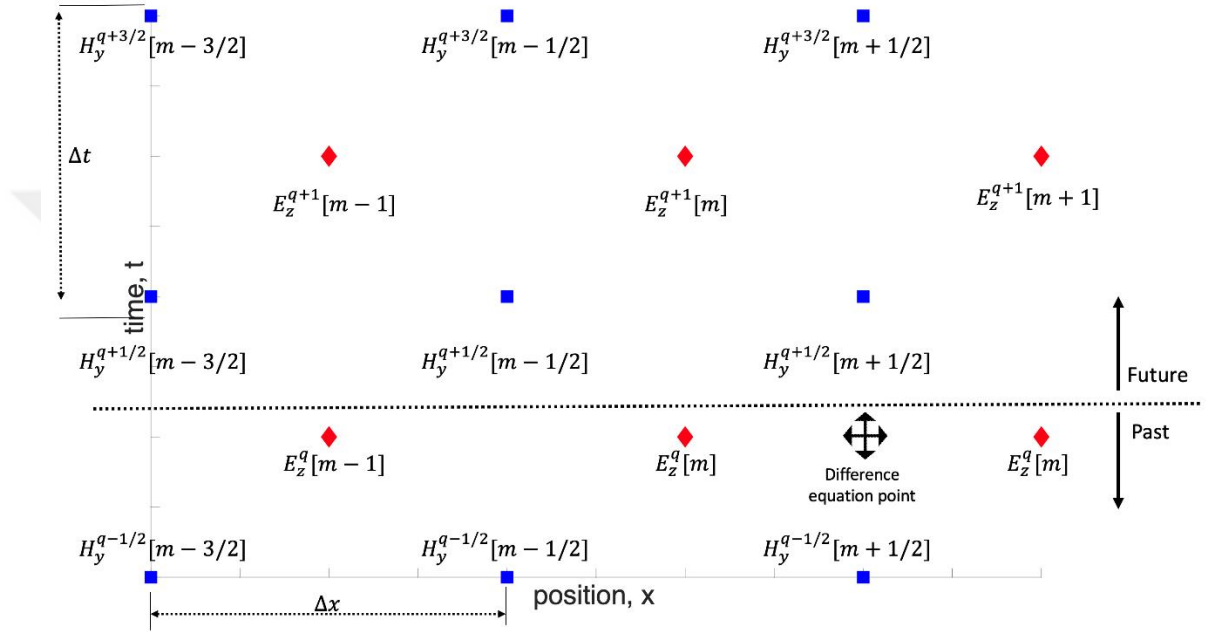 $H_y^{q+3/2}[m-3/2]$ $H_y^{q+3/2}[m-1/2]$ $H_y^{q+3/2}[m+1/2]$
Δt
$E_z^{q+1}[m-1]$ $E_z^{q+1}[m]$ $E_z^{q+1}[m+1]$
time, t
$H_y^{q+1/2}[m-3/2]$ $H_y^{q+1/2}[m-1/2]$ $H_y^{q+1/2}[m+1/2]$
Future
Past
$E_z^{q}[m-1]$ $E_z^{q}[m]$ $E_z^{q}[m]$
Difference
equation point
$H_y^{q-1/2}[m-3/2]$ $H_y^{q-1/2}[m-1/2]$ $H_y^{q-1/2}[m+1/2]$
Δx
position, x